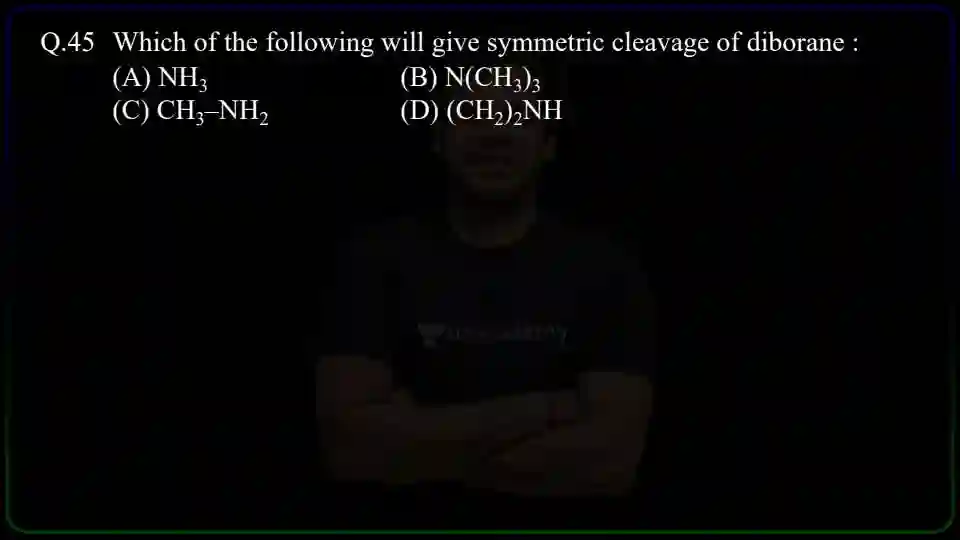 Q.45 Which of the following will give symmetric cleavage of diborane :
(A) NH₃ (B) N(CH₃)₃
(C) CH₃–NH₂ (D) (CH₂)₂NH